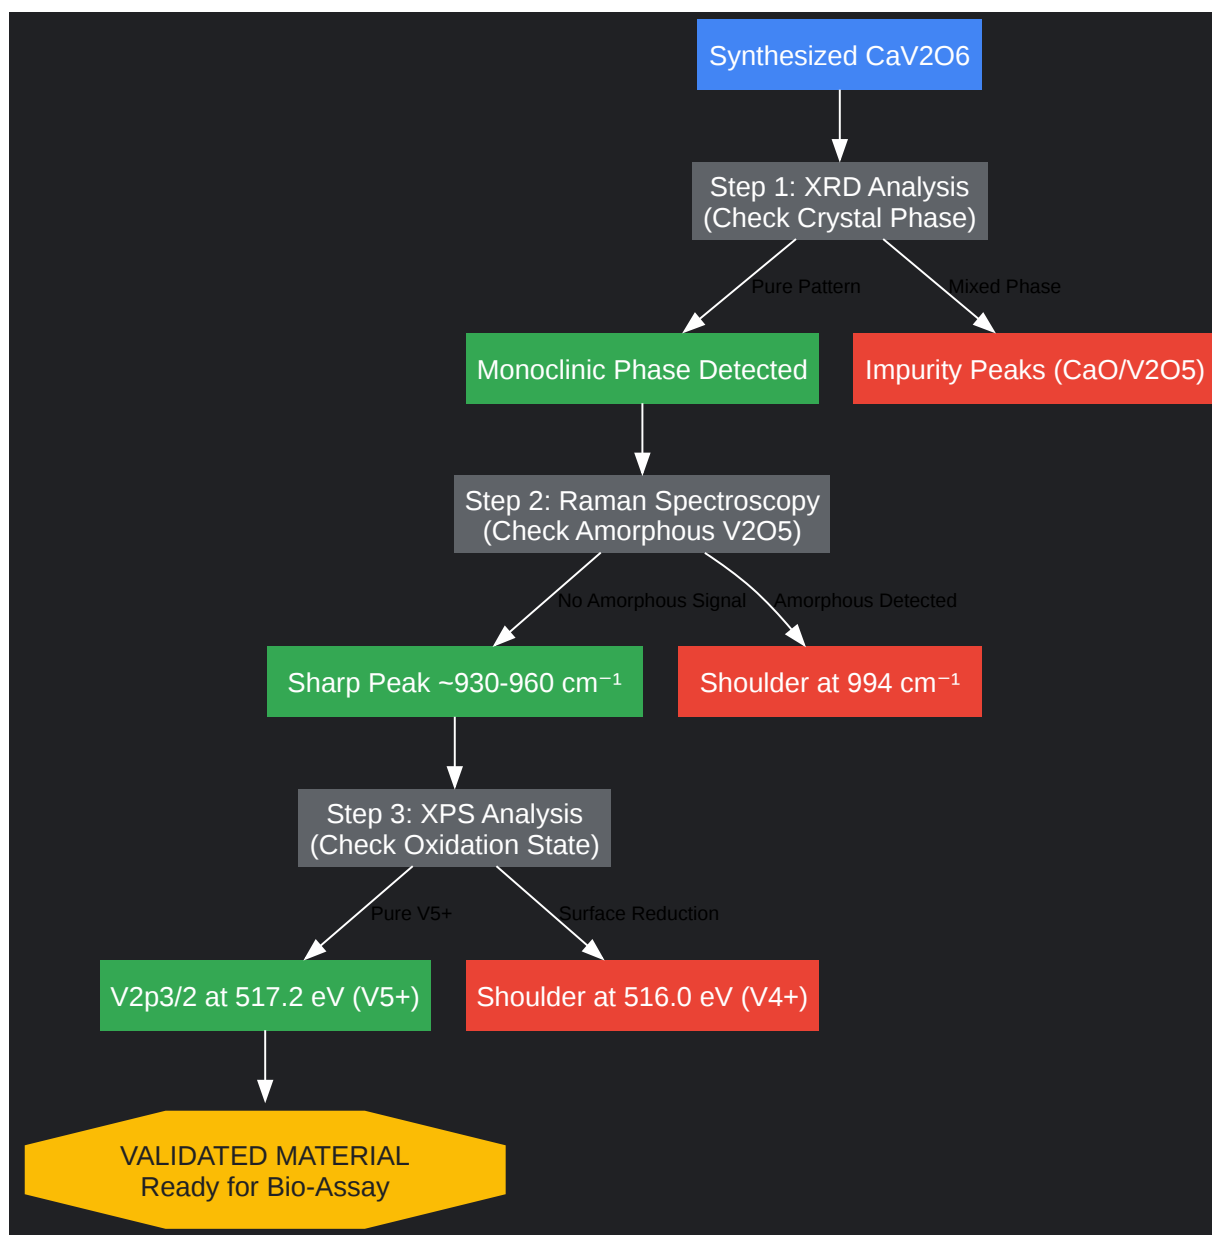 Synthesized CaV2O6
Step 1: XRD Analysis
(Check Crystal Phase)
Pure Pattern
Mixed Phase
Monoclinic Phase Detected
Impurity Peaks (CaO/V2O5)
Step 2: Raman Spectroscopy
(Check Amorphous V2O5)
No Amorphous Signal
Amorphous Detected
Sharp Peak ~930-960 cm⁻¹
Shoulder at 994 cm⁻¹
Step 3: XPS Analysis
(Check Oxidation State)
Pure V5+
Surface Reduction
V2p3/2 at 517.2 eV (V5+)
Shoulder at 516.0 eV (V4+)
VALIDATED MATERIAL
Ready for Bio-Assay